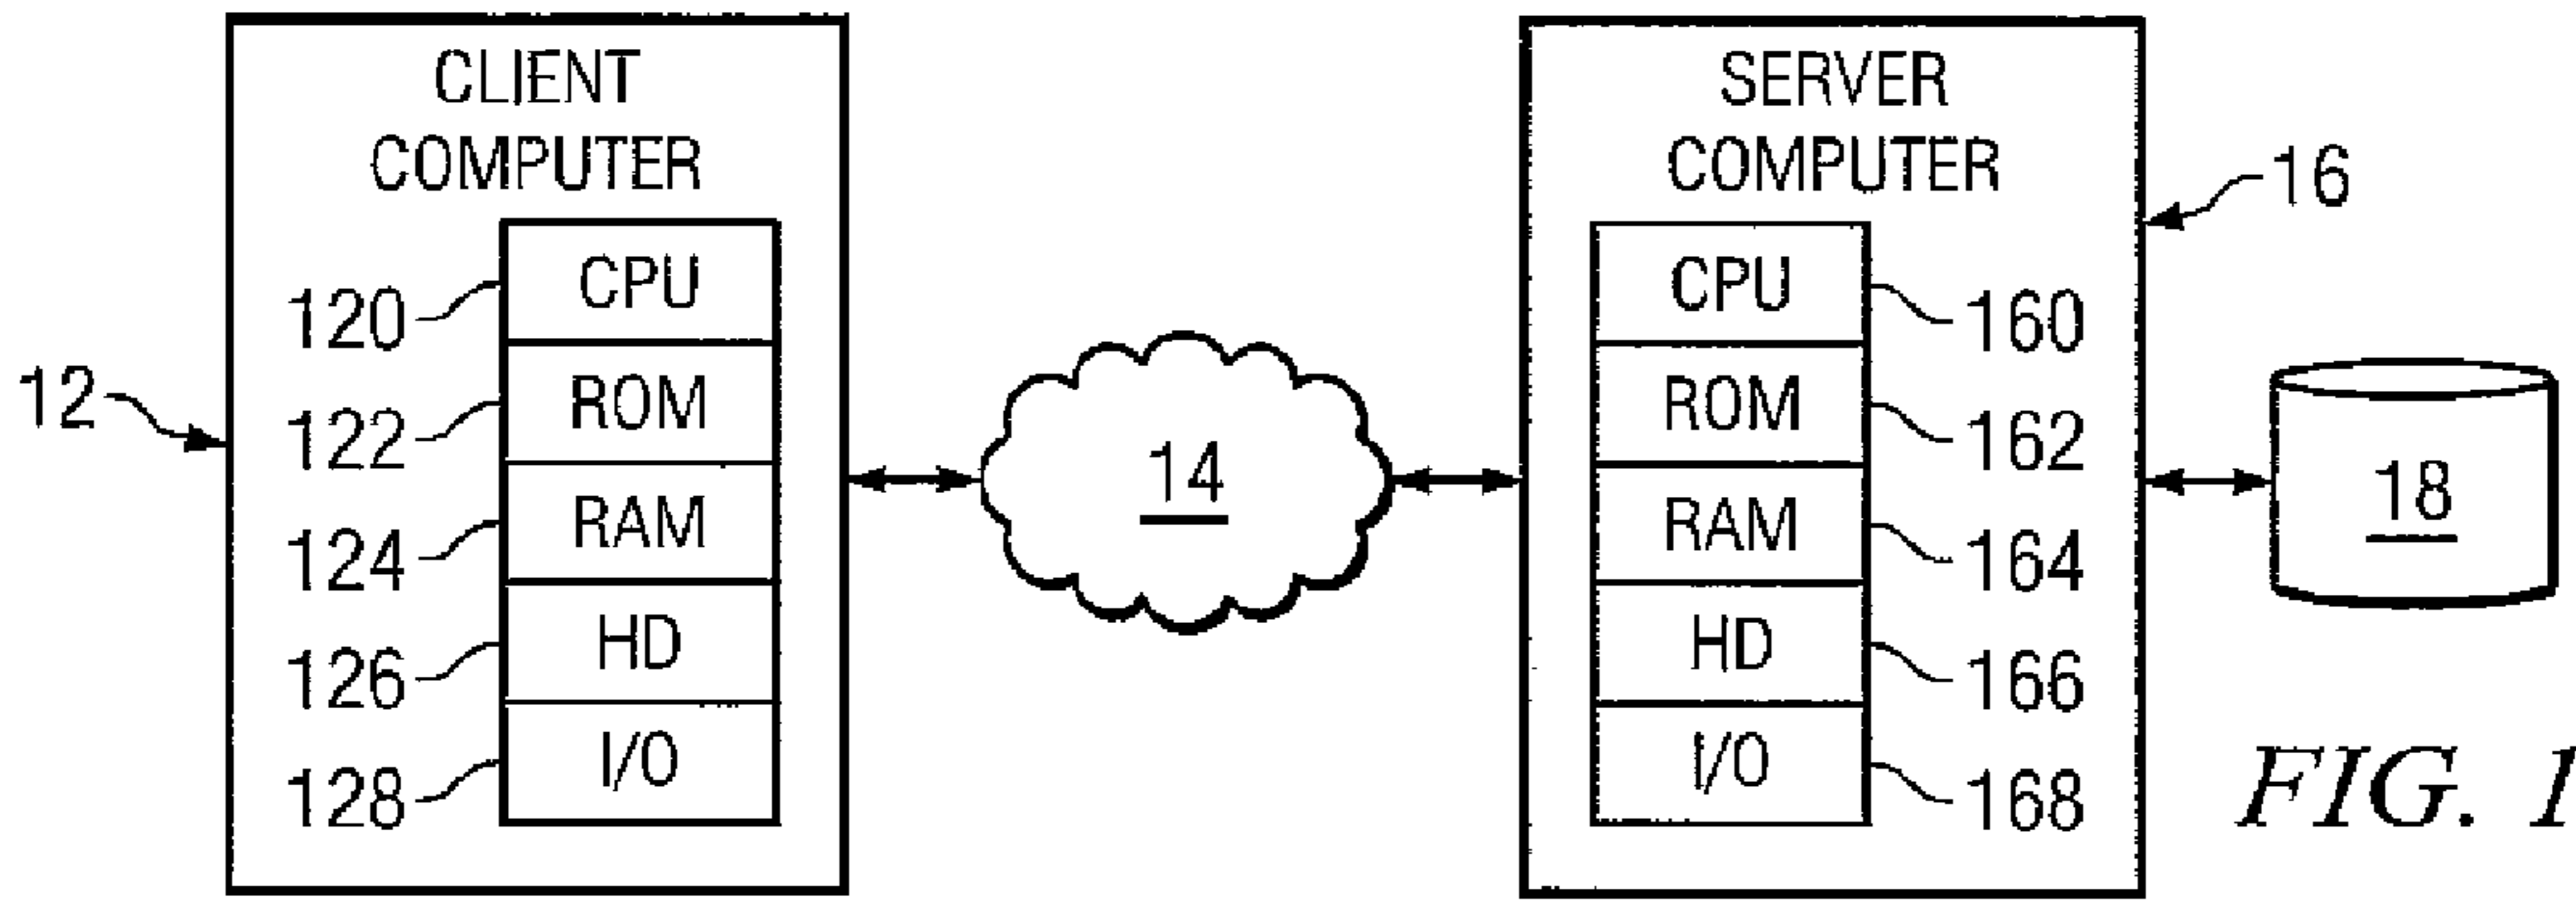 CLIENT
COMPUTER
12
120 CPU
122 ROM
124 RAM
126 HD
128 I/O
14
SERVER
COMPUTER
16
CPU 160
ROM 162
RAM 164
HD 166
I/O 168
18
FIG. 1